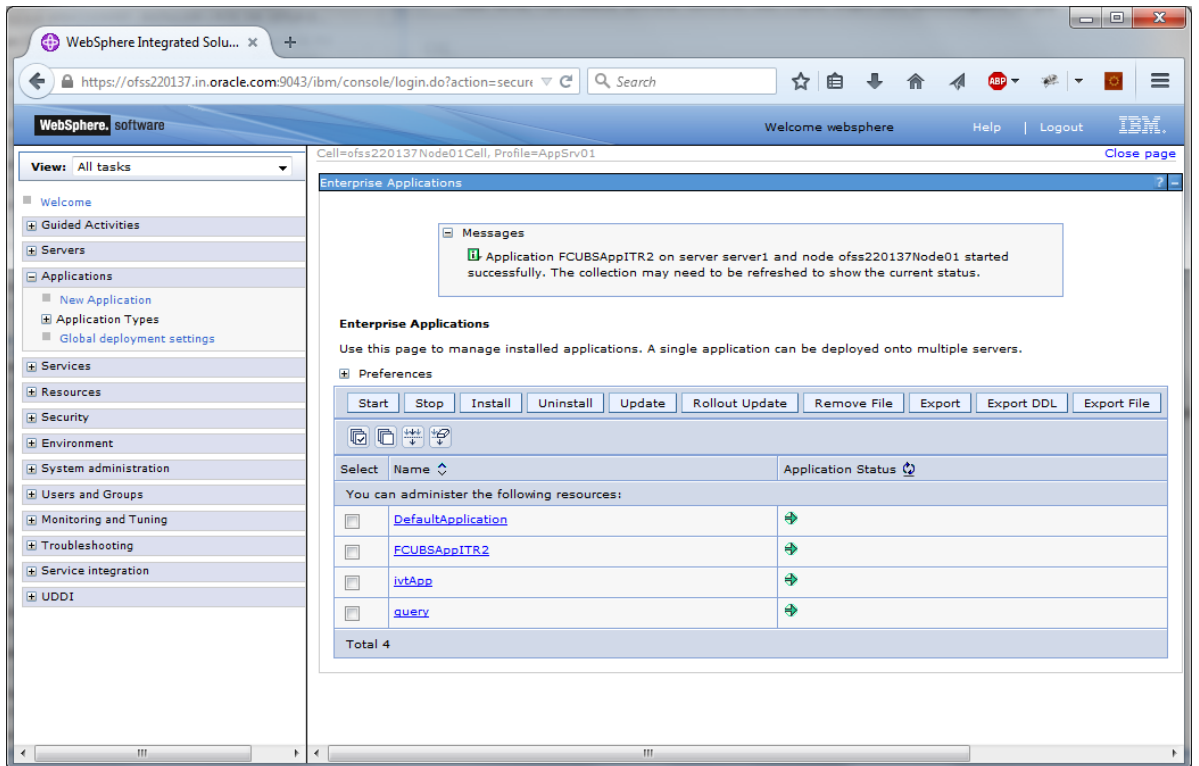 WebSphere Integrated Solu... ×
+
https://ofss220137.in.oracle.com:9043/ibm/console/login.do?action=secure
Search
ABP
WebSphere. software
Welcome websphere
Help | Logout
IBM.
View: All tasks
Welcome
Guided Activities
Servers
Applications
New Application
Application Types
Global deployment settings
Services
Resources
Security
Environment
System administration
Users and Groups
Monitoring and Tuning
Troubleshooting
Service integration
UDDI
Cell=ofss220137Node01Cell, Profile=AppSrv01
Close page
Enterprise Applications
? –
Messages
Application FCUBSAppITR2 on server server1 and node ofss220137Node01 started
successfully. The collection may need to be refreshed to show the current status.
Enterprise Applications
Use this page to manage installed applications. A single application can be deployed onto multiple servers.
Preferences
Start Stop Install Uninstall Update Rollout Update Remove File Export Export DDL Export File
Select Name Application Status
You can administer the following resources:
DefaultApplication
FCUBSAppITR2
ivtApp
query
Total 4